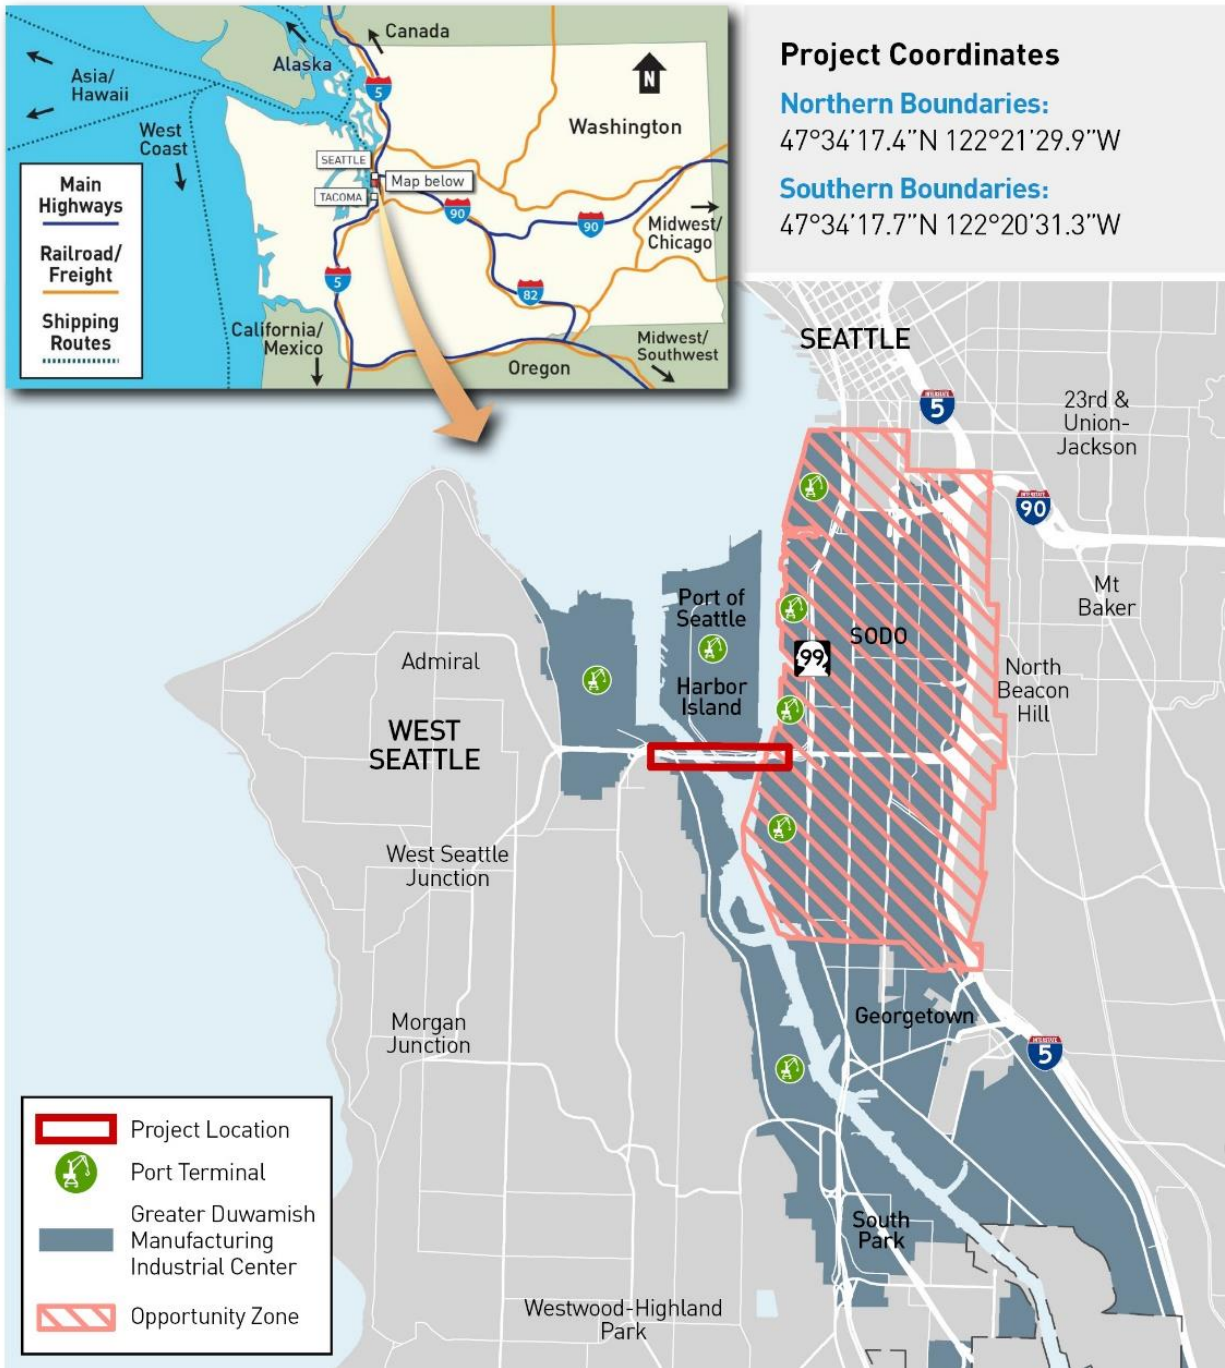 Canada
Alaska
Asia/
Hawaii
5
N
West
Coast
Washington
SEATTLE
Map below
TACOMA
Main
Highways
Railroad/
Freight
Shipping
Routes
90
90
Midwest/
Chicago
5
82
California/
Mexico
Midwest/
Southwest
Oregon
Project Coordinates
Northern Boundaries:
47°34'17.4"N 122°21'29.9"W
Southern Boundaries:
47°34'17.7"N 122°20'31.3"W
SEATTLE
INTERSTATE
5
23rd &
Union-
Jackson
INTERSTATE
90
Mt
Baker
Port of
Seattle
SODO
99
Admiral
Harbor
Island
North
Beacon
Hill
WEST
SEATTLE
West Seattle
Junction
Morgan
Junction
Georgetown
INTERSTATE
5
South
Park
Westwood-Highland
Park
Project Location
Port Terminal
Greater Duwamish
Manufacturing
Industrial Center
Opportunity Zone